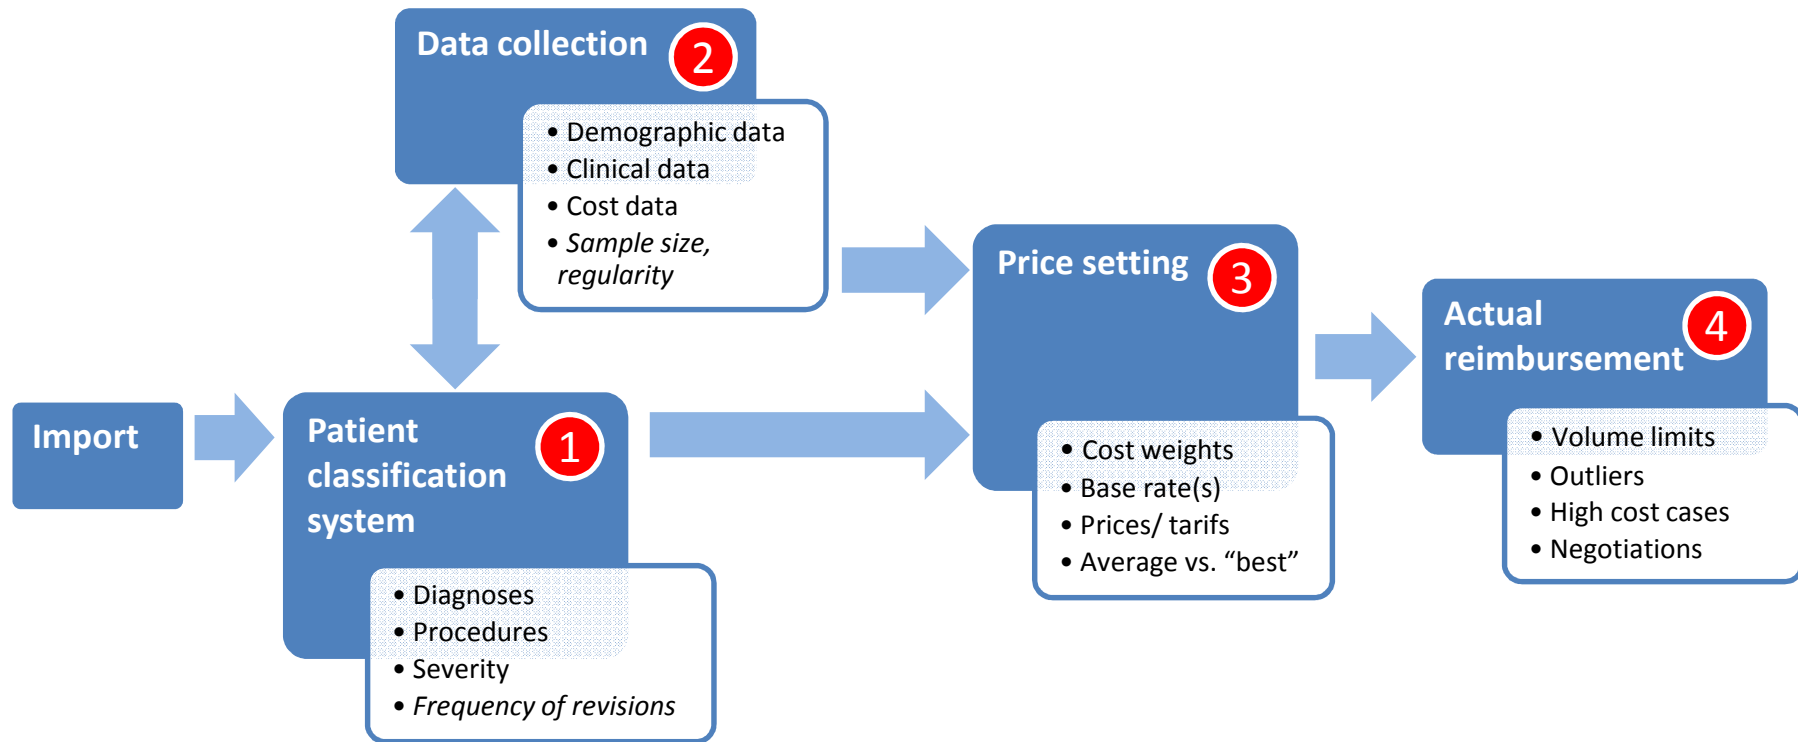 Data collection
2
• Demographic data
• Clinical data
• Cost data
• Sample size,
regularity
Import
Patient
classification
system
1
• Diagnoses
• Procedures
• Severity
• Frequency of revisions
Price setting
3
• Cost weights
• Base rate(s)
• Prices/ tarifs
• Average vs. “best”
Actual
reimbursement
4
• Volume limits
• Outliers
• High cost cases
• Negotiations